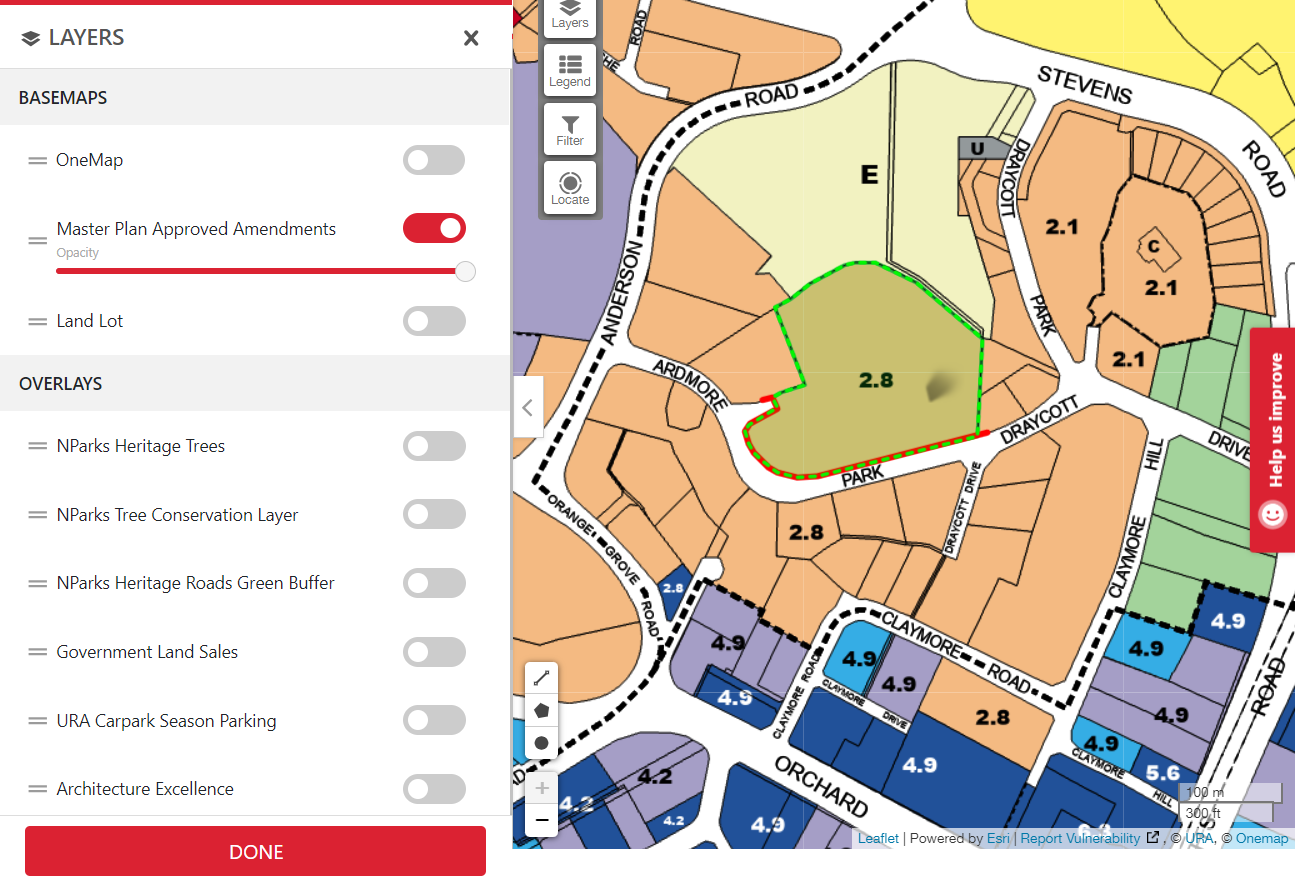 LAYERS
BASEMAPS
OneMap
Master Plan Approved Amendments
Opacity
Land Lot
OVERLAYS
NParks Heritage Trees
NParks Tree Conservation Layer
NParks Heritage Roads Green Buffer
Government Land Sales
URA Carpark Season Parking
Architecture Excellence
DONE
Layers
Legend
Filter
Locate
ROAD
ROAD
STEVENS
ROAD
U
DRAYCOTT
E
2.1
C
2.1
ANDERSON
PARK
2.1
ARDMORE
2.8
DRAYCOTT
DRIVE
HILL
PARK
DRAYCOTT DRIVE
2.8
ORANGE GROVE
ROAD
CLAYMORE
2.8
4.9
4.9
CLAYMORE
ROAD
4.9
4.9
4.9
4.9
CLAYMORE ROAD
CLAYMORE
DRIVE
2.8
4.9
ROAD
4.9
CLAYMORE
HILL
5.6
4.9
ORCHARD
4.2
4.2
4.2
4.9
6.3
Help us improve
100 m
300 ft
Leaflet | Powered by Esri | Report Vulnerability , © URA, © Onemap